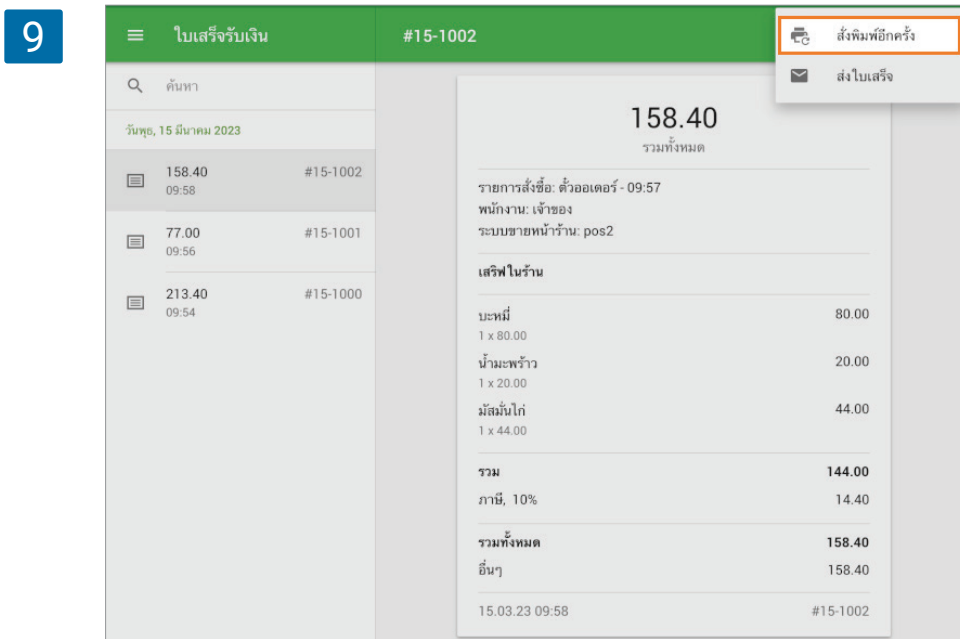 9
ใบเสร็จรับเงิน
#15-1002
สั่งพิมพ์อีกครั้ง
ส่งใบเสร็จ
ค้นหา
วันพุธ, 15 มีนาคม 2023
158.40 #15-1002
09:58
77.00 #15-1001
09:56
213.40 #15-1000
09:54
158.40
รวมทั้งหมด
รายการสั่งซื้อ: ตั๋วออเดอร์ - 09:57
พนักงาน: เจ้าของ
ระบบขายหน้าร้าน: pos2
เสริฟในร้าน
บะหมี่ 80.00
1 x 80.00
น้ำมะพร้าว 20.00
1 x 20.00
มัสมั่นไก่ 44.00
1 x 44.00
รวม 144.00
ภาษี, 10% 14.40
รวมทั้งหมด 158.40
อื่นๆ 158.40
15.03.23 09:58 #15-1002